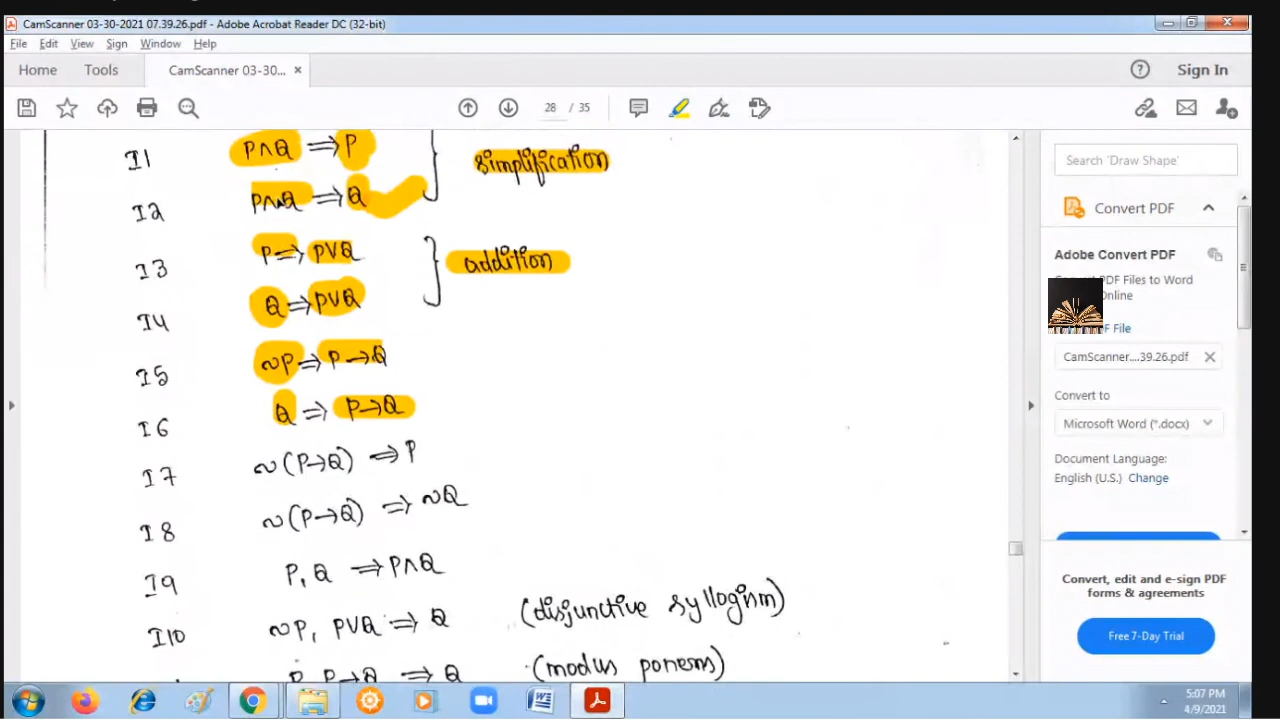 CamScanner 03-30-2021 07.39.26.pdf - Adobe Acrobat Reader DC (32-bit)
File Edit View Sign Window Help
Home Tools CamScanner 03-30... × Sign In
28 / 35
I1 P∧Q ⇒ P } simplification
I2 P∧Q ⇒ Q
I3 P ⇒ P∨Q } addition
I4 Q ⇒ P∨Q
I5 ~P ⇒ P→Q
I6 Q ⇒ P→Q
I7 ~(P→Q) ⇒ P
I8 ~(P→Q) ⇒ ~Q
I9 P, Q ⇒ P∧Q
I10 ~P, P∨Q ⇒ Q (disjunctive syllogism)
P, P→Q ⇒ Q (modus ponens)
Search 'Draw Shape'
Convert PDF
Adobe Convert PDF
Convert PDF Files to Word
Online
PDF File
CamScanner....39.26.pdf
Convert to
Microsoft Word (*.docx)
Document Language:
English (U.S.) Change
Convert, edit and e-sign PDF
forms & agreements
Free 7-Day Trial
5:07 PM
4/9/2021